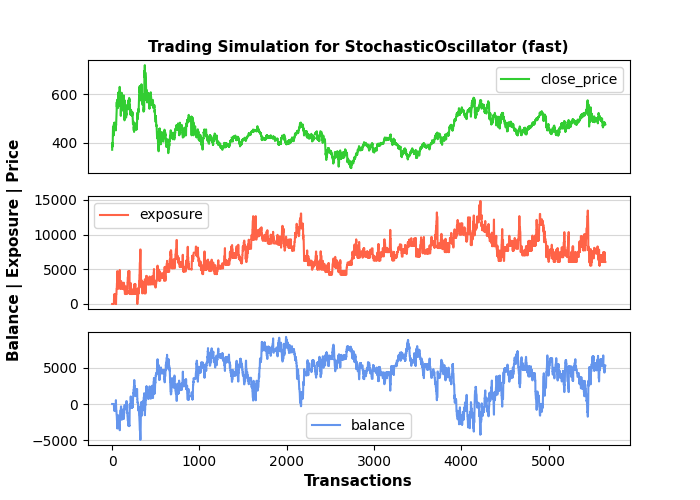 Trading Simulation for StochasticOscillator (fast)
close_price
600
400
exposure
15000
10000
5000
0
balance
5000
0
−5000
0 1000 2000 3000 4000 5000
Transactions
Balance | Exposure | Price